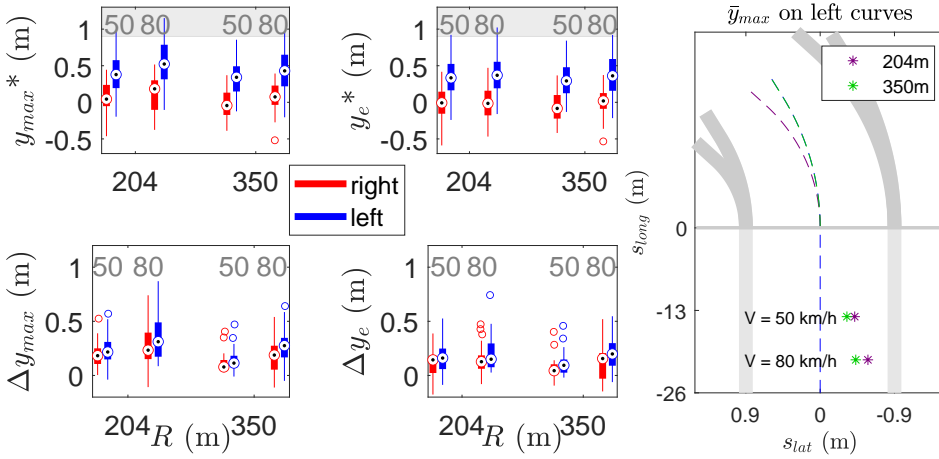 50 80 50 80
1
0.5
0
-0.5
y_max* (m)
204 350
50 80 50 80
1
0.5
0
-0.5
y_e* (m)
204 350
right
left
50 80 50 80
1
0.5
0
Δy_max (m)
204 350
R (m)
50 80 50 80
1
0.5
0
Δy_e (m)
204 350
R (m)
ȳ_max on left curves
204m
350m
s_long (m)
0
-13
-26
V = 50 km/h
V = 80 km/h
0.9 0 -0.9
s_lat (m)